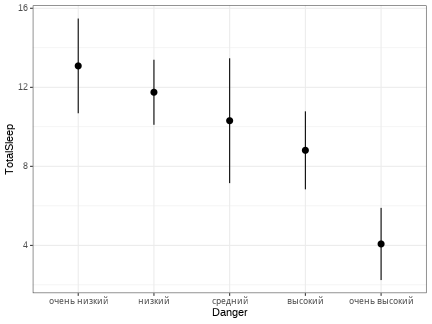 16
12
8
4
TotalSleep
очень низкий
низкий
средний
высокий
очень высокий
Danger